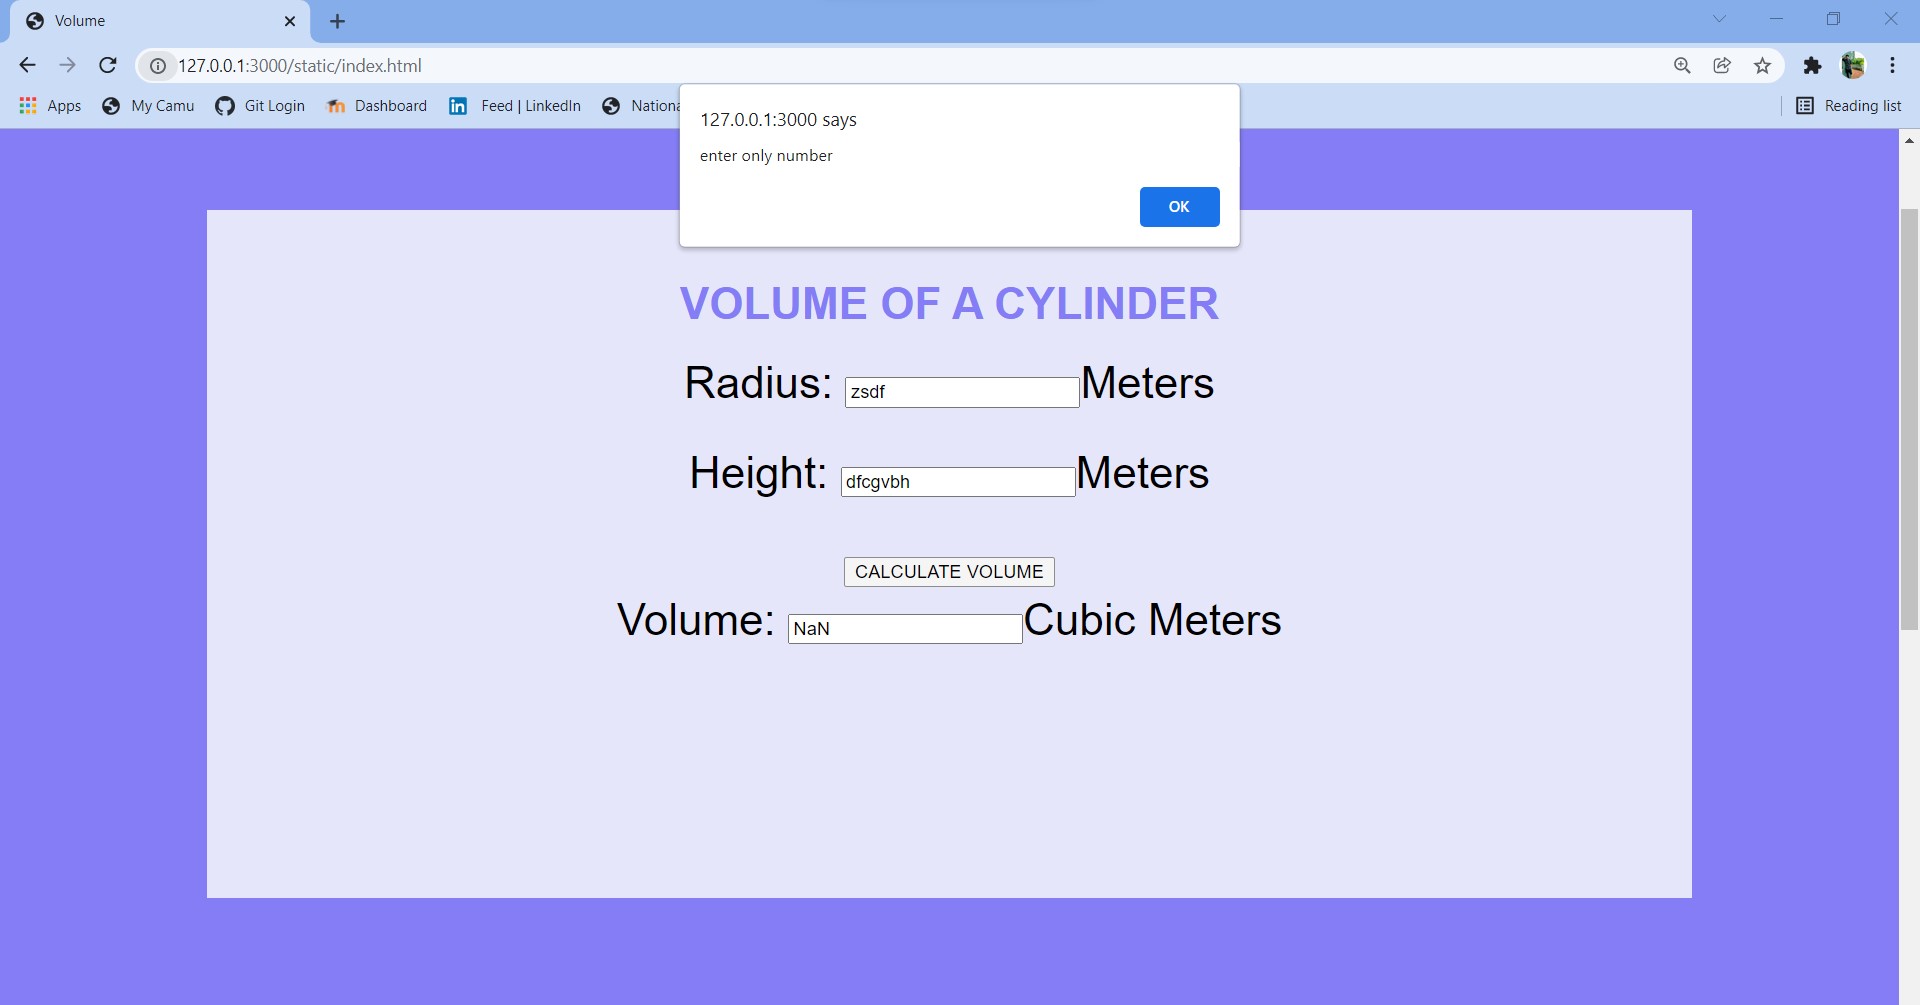 Volume
127.0.0.1:3000/static/index.html
Apps My Camu Git Login Dashboard Feed | LinkedIn Nationa Reading list
127.0.0.1:3000 says
enter only number
OK
VOLUME OF A CYLINDER
Radius: zsdf Meters
Height: dfcgvbh Meters
CALCULATE VOLUME
Volume: NaN Cubic Meters